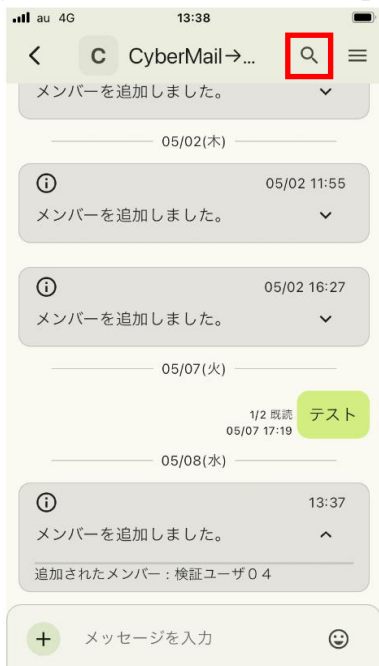 au 4G 13:38
C CyberMail→...
メンバーを追加しました。
05/02(木)
05/02 11:55
メンバーを追加しました。
05/02 16:27
メンバーを追加しました。
05/07(火)
1/2 既読 テスト
05/07 17:19
05/08(水)
13:37
メンバーを追加しました。
追加されたメンバー：検証ユーザ０４
メッセージを入力